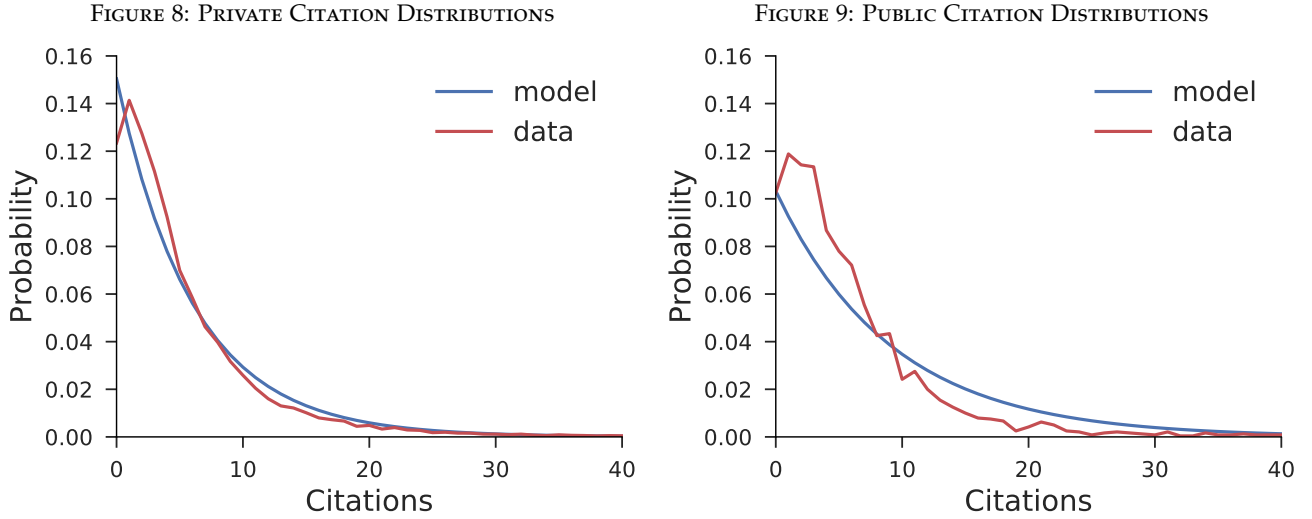 Figure 8: Private Citation Distributions
0.16
0.14
0.12
0.10
0.08
0.06
0.04
0.02
0.00
Probability
model
data
0 10 20 30 40
Citations
Figure 9: Public Citation Distributions
0.16
0.14
0.12
0.10
0.08
0.06
0.04
0.02
0.00
Probability
model
data
0 10 20 30 40
Citations